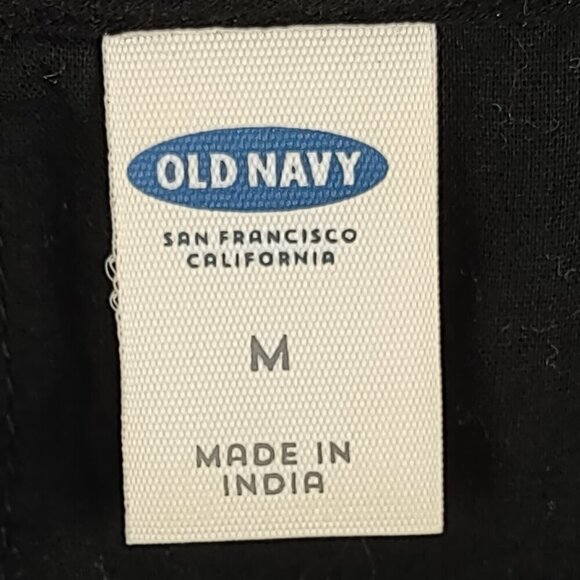 OLD NAVY
SAN FRANCISCO
CALIFORNIA
M
MADE IN
INDIA